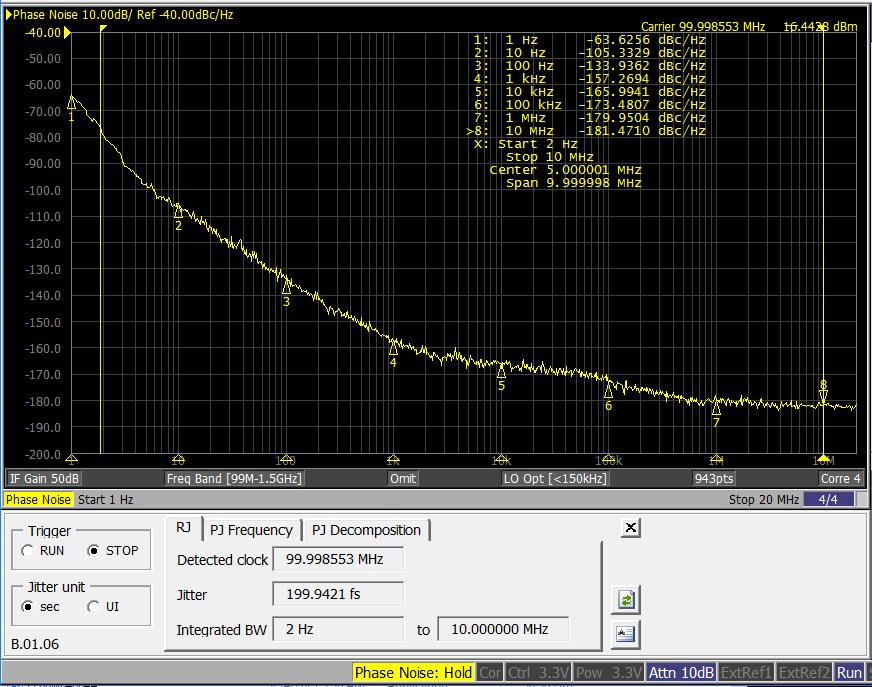 Phase Noise 10.00dB/ Ref -40.00dBc/Hz
Carrier 99.998553 MHz 16.4428 dBm
-40.00
-50.00
-60.00
-70.00
-80.00
-90.00
-100.0
-110.0
-120.0
-130.0
-140.0
-150.0
-160.0
-170.0
-180.0
-190.0
-200.0
1: 1 Hz -63.6256 dBc/Hz
2: 10 Hz -105.3329 dBc/Hz
3: 100 Hz -133.9362 dBc/Hz
4: 1 kHz -157.2694 dBc/Hz
5: 10 kHz -165.9941 dBc/Hz
6: 100 kHz -173.4807 dBc/Hz
7: 1 MHz -179.9504 dBc/Hz
>8: 10 MHz -181.4710 dBc/Hz
X: Start 2 Hz
Stop 10 MHz
Center 5.000001 MHz
Span 9.999998 MHz
1
2
3
4
5
6
7
8
1 10 100 1k 10k 100k 1M 10M
IF Gain 50dB Freq Band [99M-1.5GHz] Omit LO Opt [<150kHz] 943pts Corre 4
Phase Noise Start 1 Hz Stop 20 MHz 4/4
Trigger
RUN STOP
Jitter unit
sec UI
B.01.06
RJ PJ Frequency PJ Decomposition
Detected clock 99.998553 MHz
Jitter 199.9421 fs
Integrated BW 2 Hz to 10.000000 MHz
Phase Noise: Hold Cor Ctrl 3.3V Pow 3.3V Attn 10dB ExtRef1 ExtRef2 Run